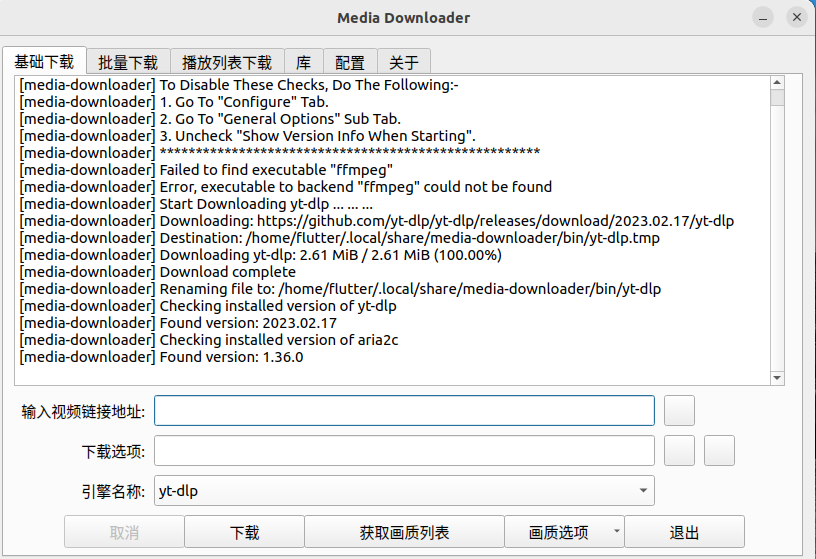 Media Downloader
基础下载 批量下载 播放列表下载 库 配置 关于
[media-downloader] To Disable These Checks, Do The Following:-
[media-downloader] 1. Go To "Configure" Tab.
[media-downloader] 2. Go To "General Options" Sub Tab.
[media-downloader] 3. Uncheck "Show Version Info When Starting".
[media-downloader] *****************************************************
[media-downloader] Failed to find executable "ffmpeg"
[media-downloader] Error, executable to backend "ffmpeg" could not be found
[media-downloader] Start Downloading yt-dlp ... ... ...
[media-downloader] Downloading: https://github.com/yt-dlp/yt-dlp/releases/download/2023.02.17/yt-dlp
[media-downloader] Destination: /home/flutter/.local/share/media-downloader/bin/yt-dlp.tmp
[media-downloader] Downloading yt-dlp: 2.61 MiB / 2.61 MiB (100.00%)
[media-downloader] Download complete
[media-downloader] Renaming file to: /home/flutter/.local/share/media-downloader/bin/yt-dlp
[media-downloader] Checking installed version of yt-dlp
[media-downloader] Found version: 2023.02.17
[media-downloader] Checking installed version of aria2c
[media-downloader] Found version: 1.36.0
输入视频链接地址:
下载选项:
引擎名称: yt-dlp
取消 下载 获取画质列表 画质选项 退出